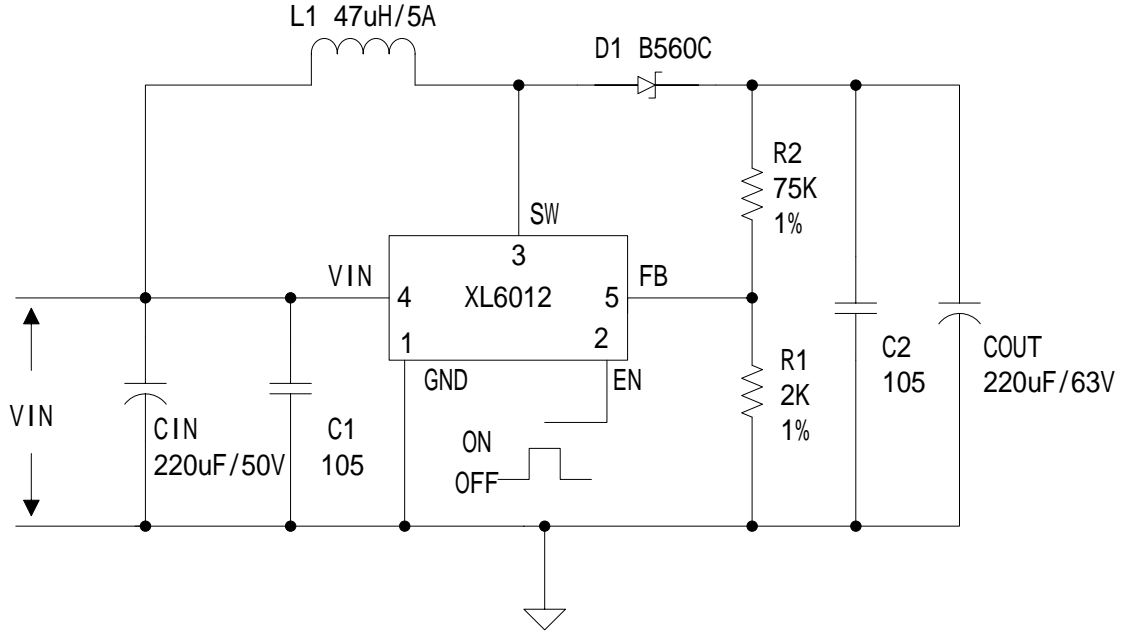 L1 47uH/5A
D1 B560C
R2
75K
1%
SW
3
VIN
4
XL6012
5
FB
1
2
GND
EN
R1
2K
1%
C2
105
COUT
220uF/63V
VIN
CIN
220uF/50V
C1
105
ON
OFF